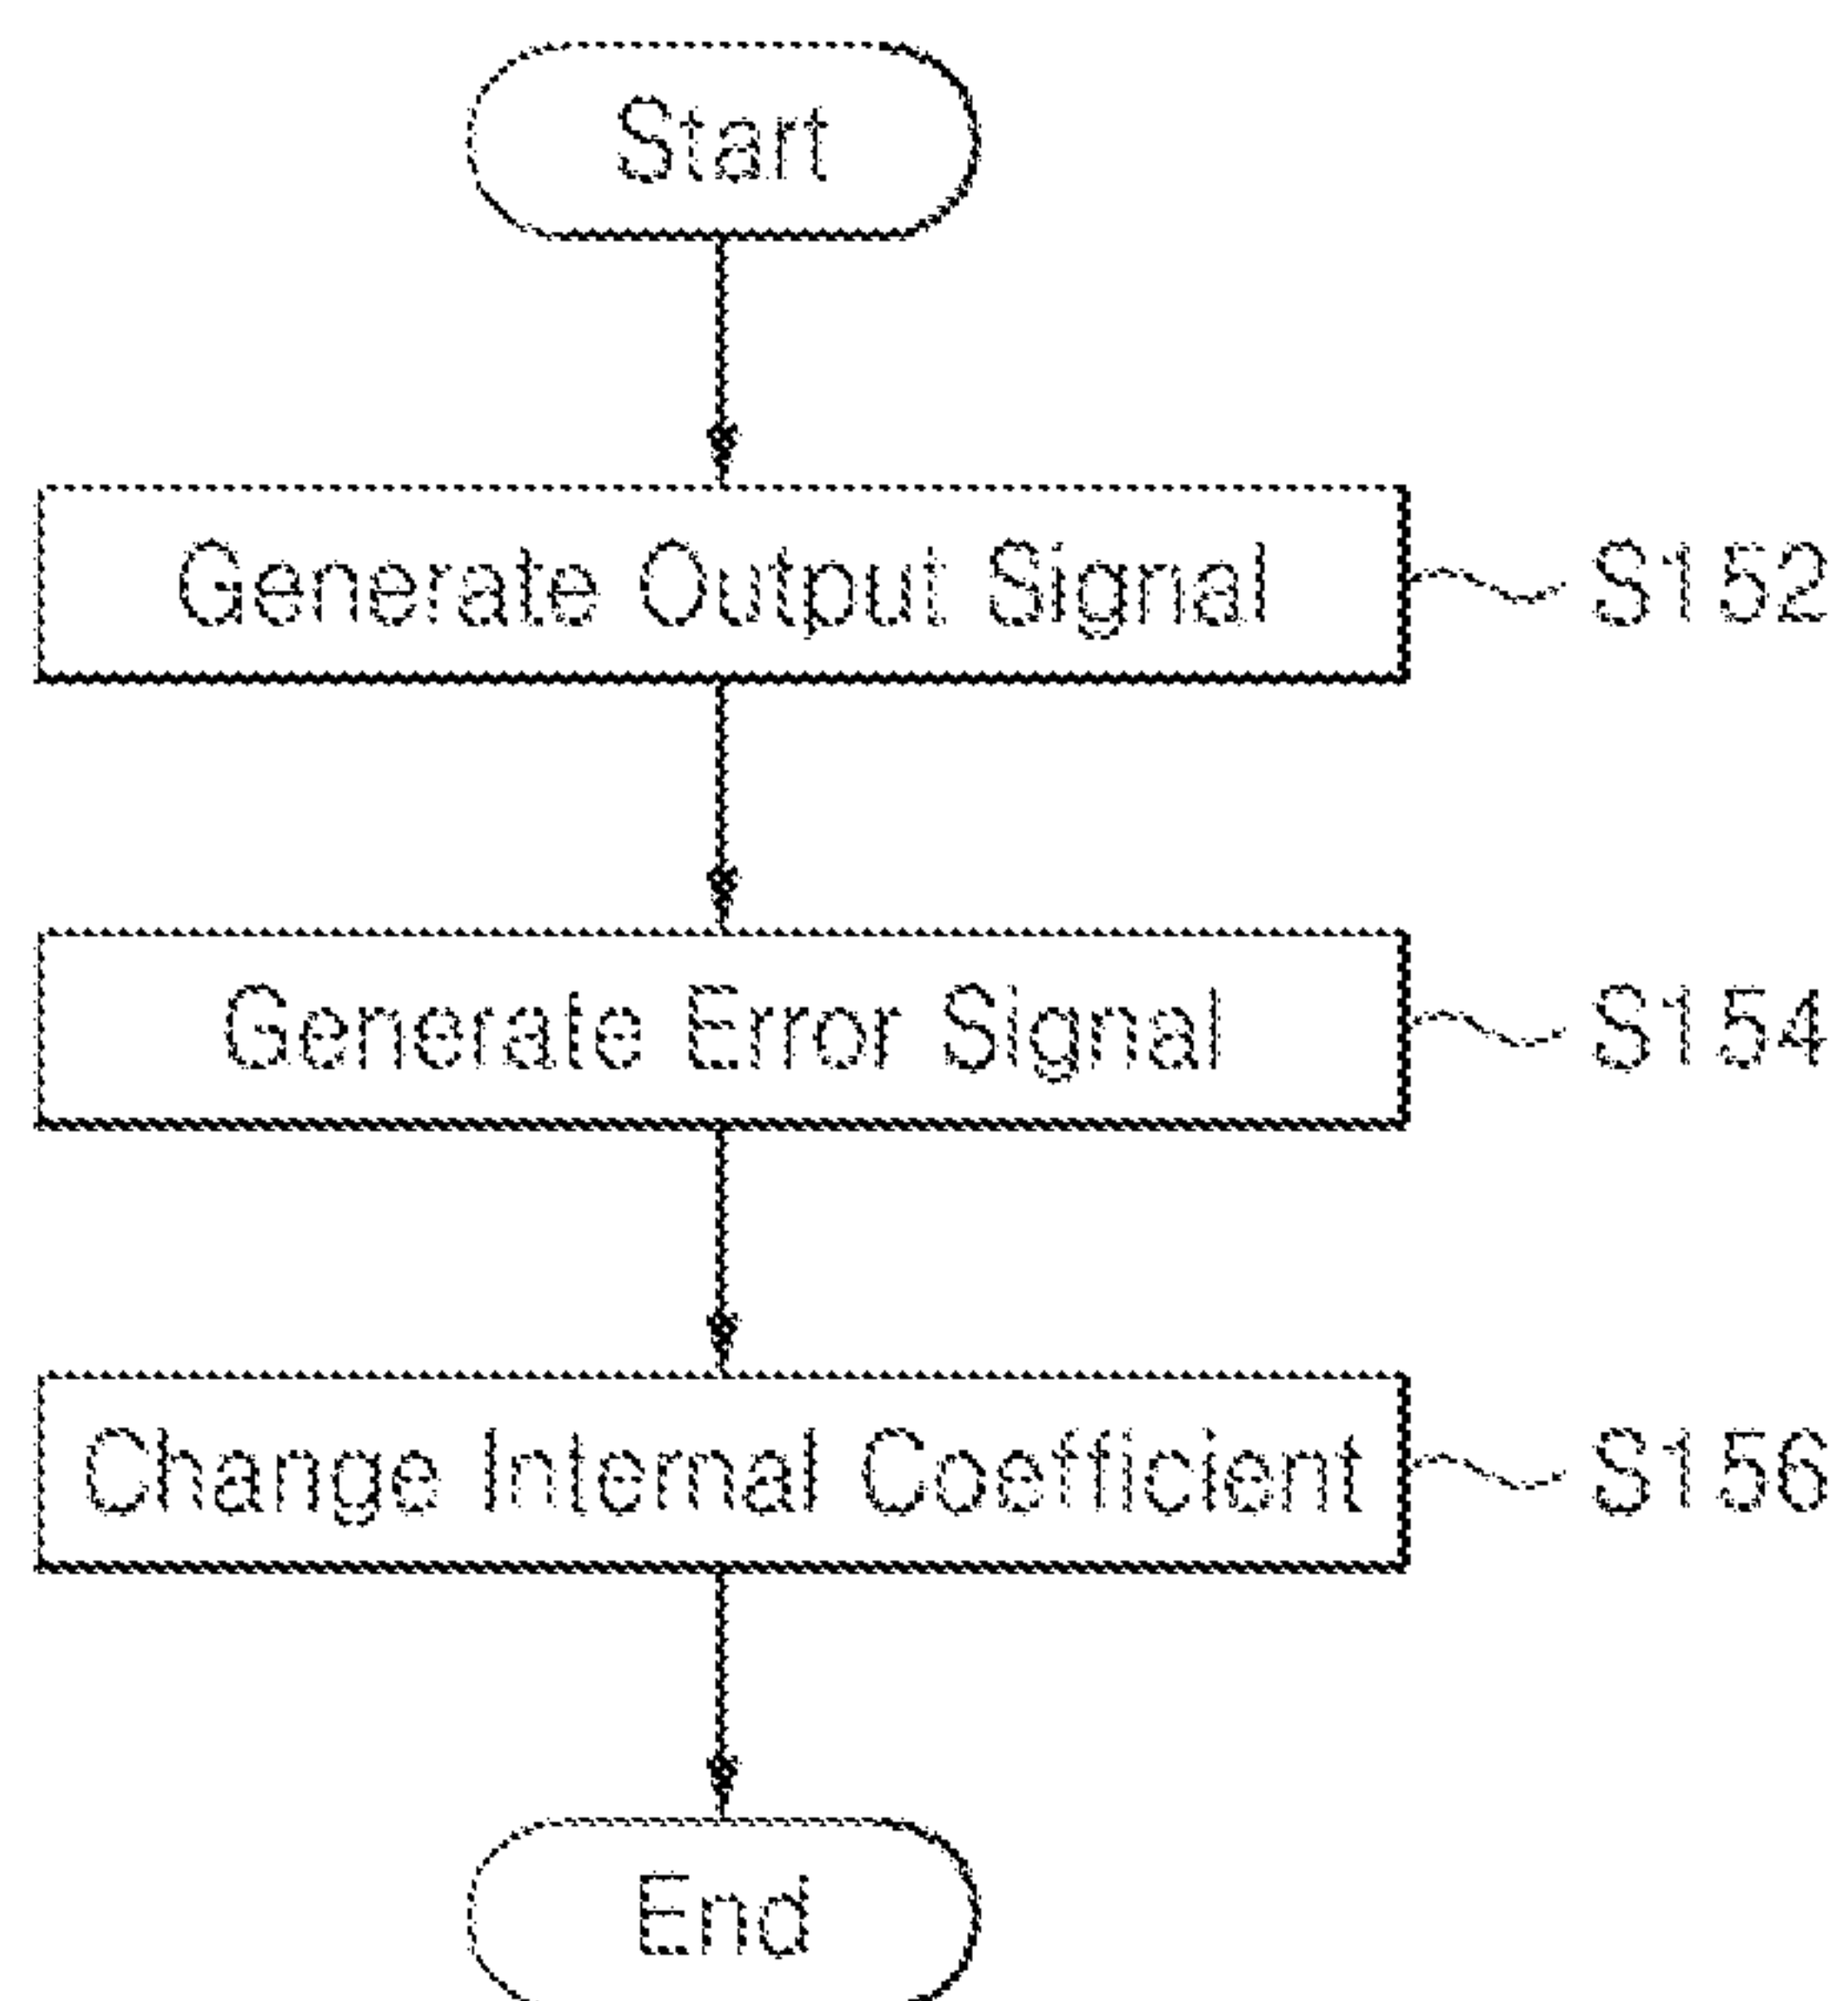 Start
Generate Output Signal S152
Generate Error Signal S154
Change Internal Coefficient S156
End